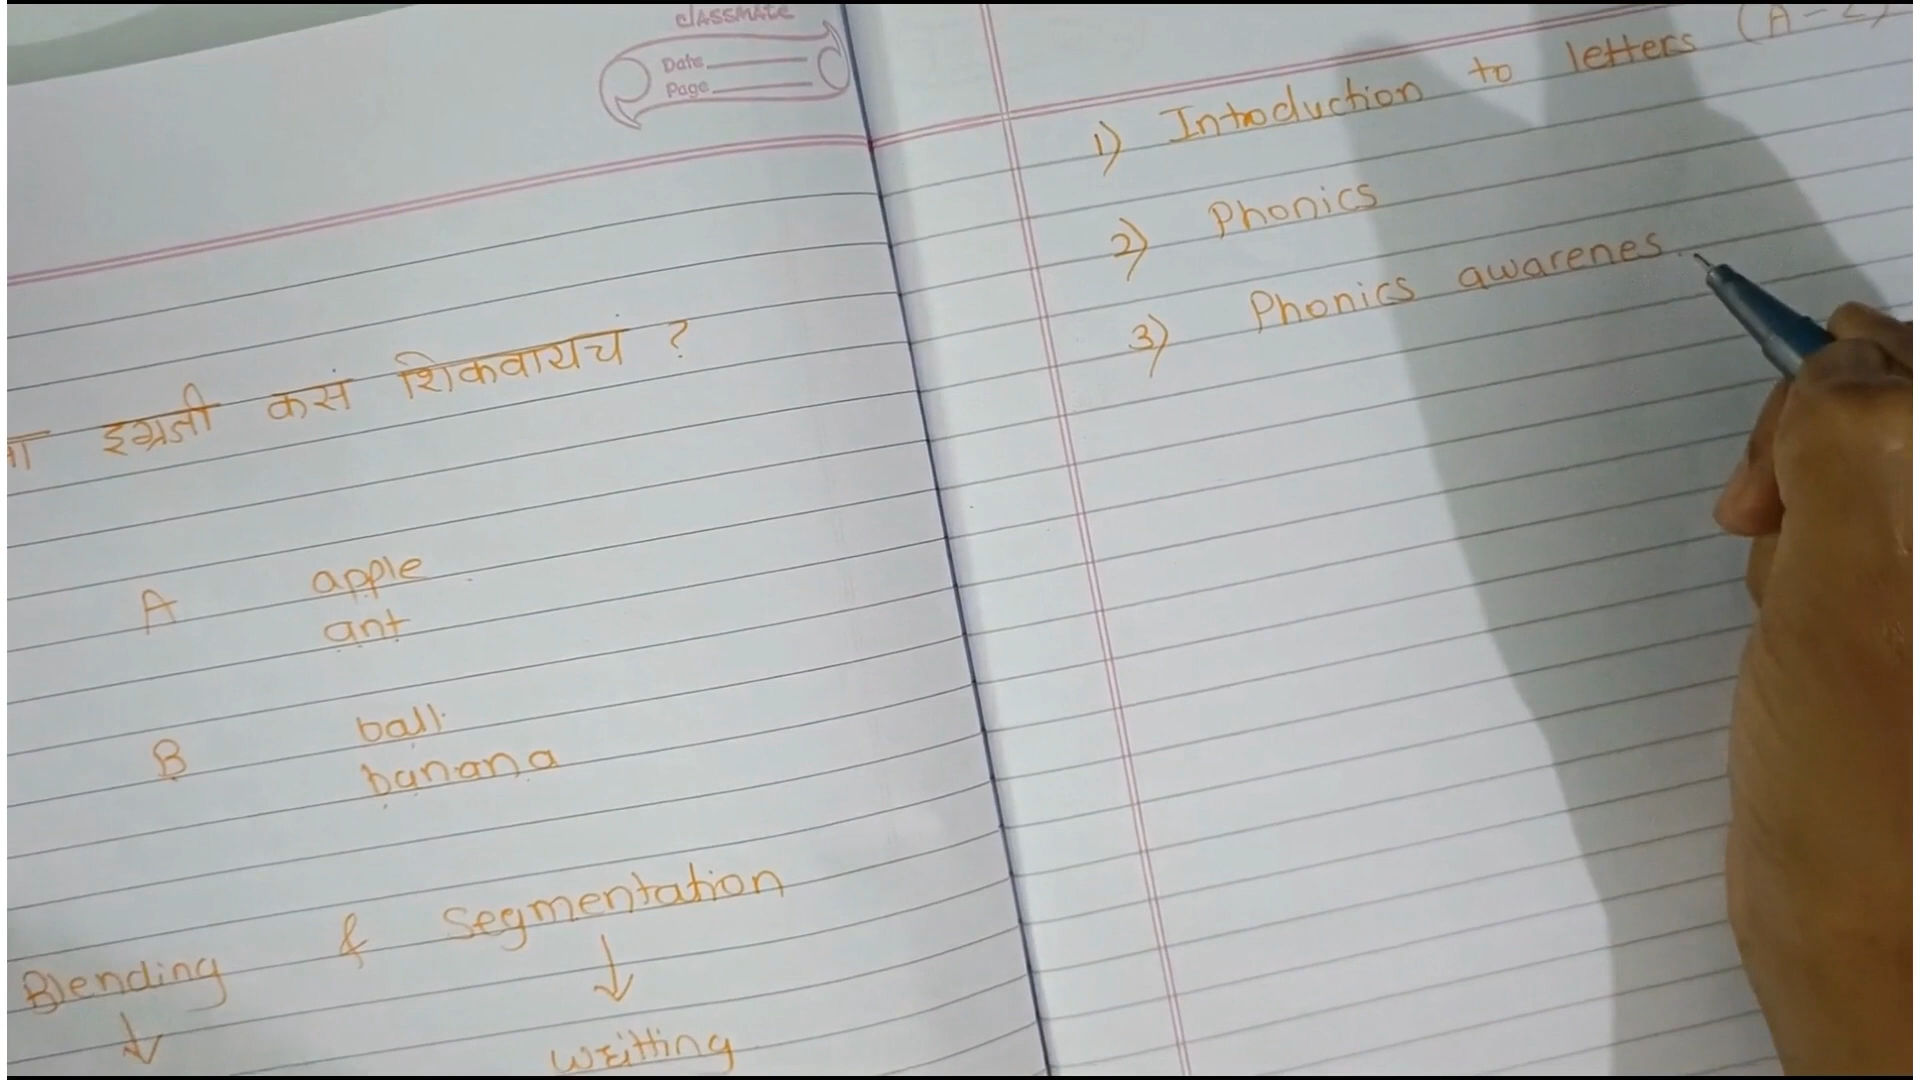 classmate
Date
Page
इंग्रजी कसं शिकवायचं ?
A apple
ant
B ball
banana
Blending & Segmentation
↓ ↓
writting
(A-Z)
1) Introduction to letters
2) Phonics
3) Phonics awarenes